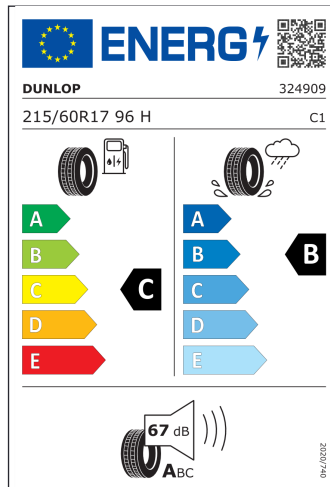 ENERG
DUNLOP 324909
215/60R17 96 H C1
A
B
C
D
E
C
A
B
C
D
E
B
67 dB
ABC
2020/740